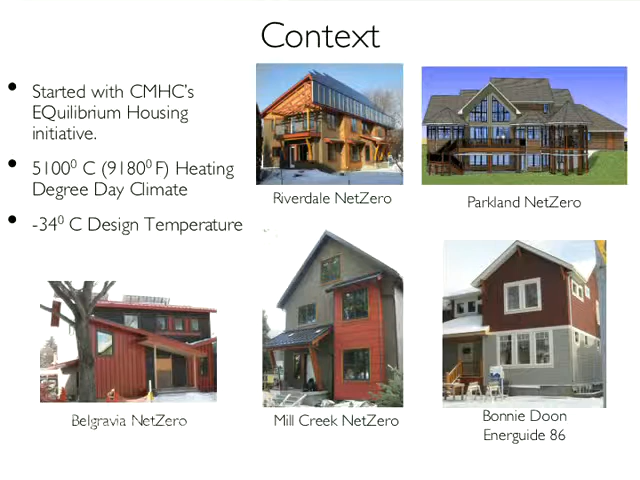 Context
• Started with CMHC's
EQuilibrium Housing
initiative.
• 5100⁰ C (9180⁰ F) Heating
Degree Day Climate
• -34⁰ C Design Temperature
Riverdale NetZero
Parkland NetZero
Belgravia NetZero
Mill Creek NetZero
Bonnie Doon
Energuide 86